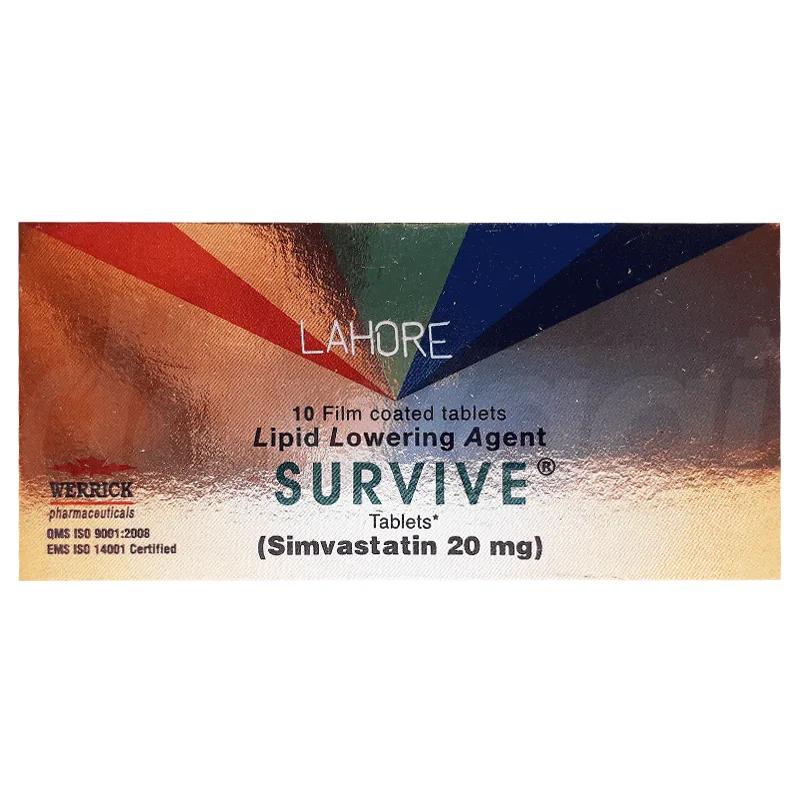 LAHORE
10 Film coated tablets
Lipid Lowering Agent
SURVIVE®
Tablets*
(Simvastatin 20 mg)
WERRICK
pharmaceuticals
QMS ISO 9001:2008
EMS ISO 14001 Certified